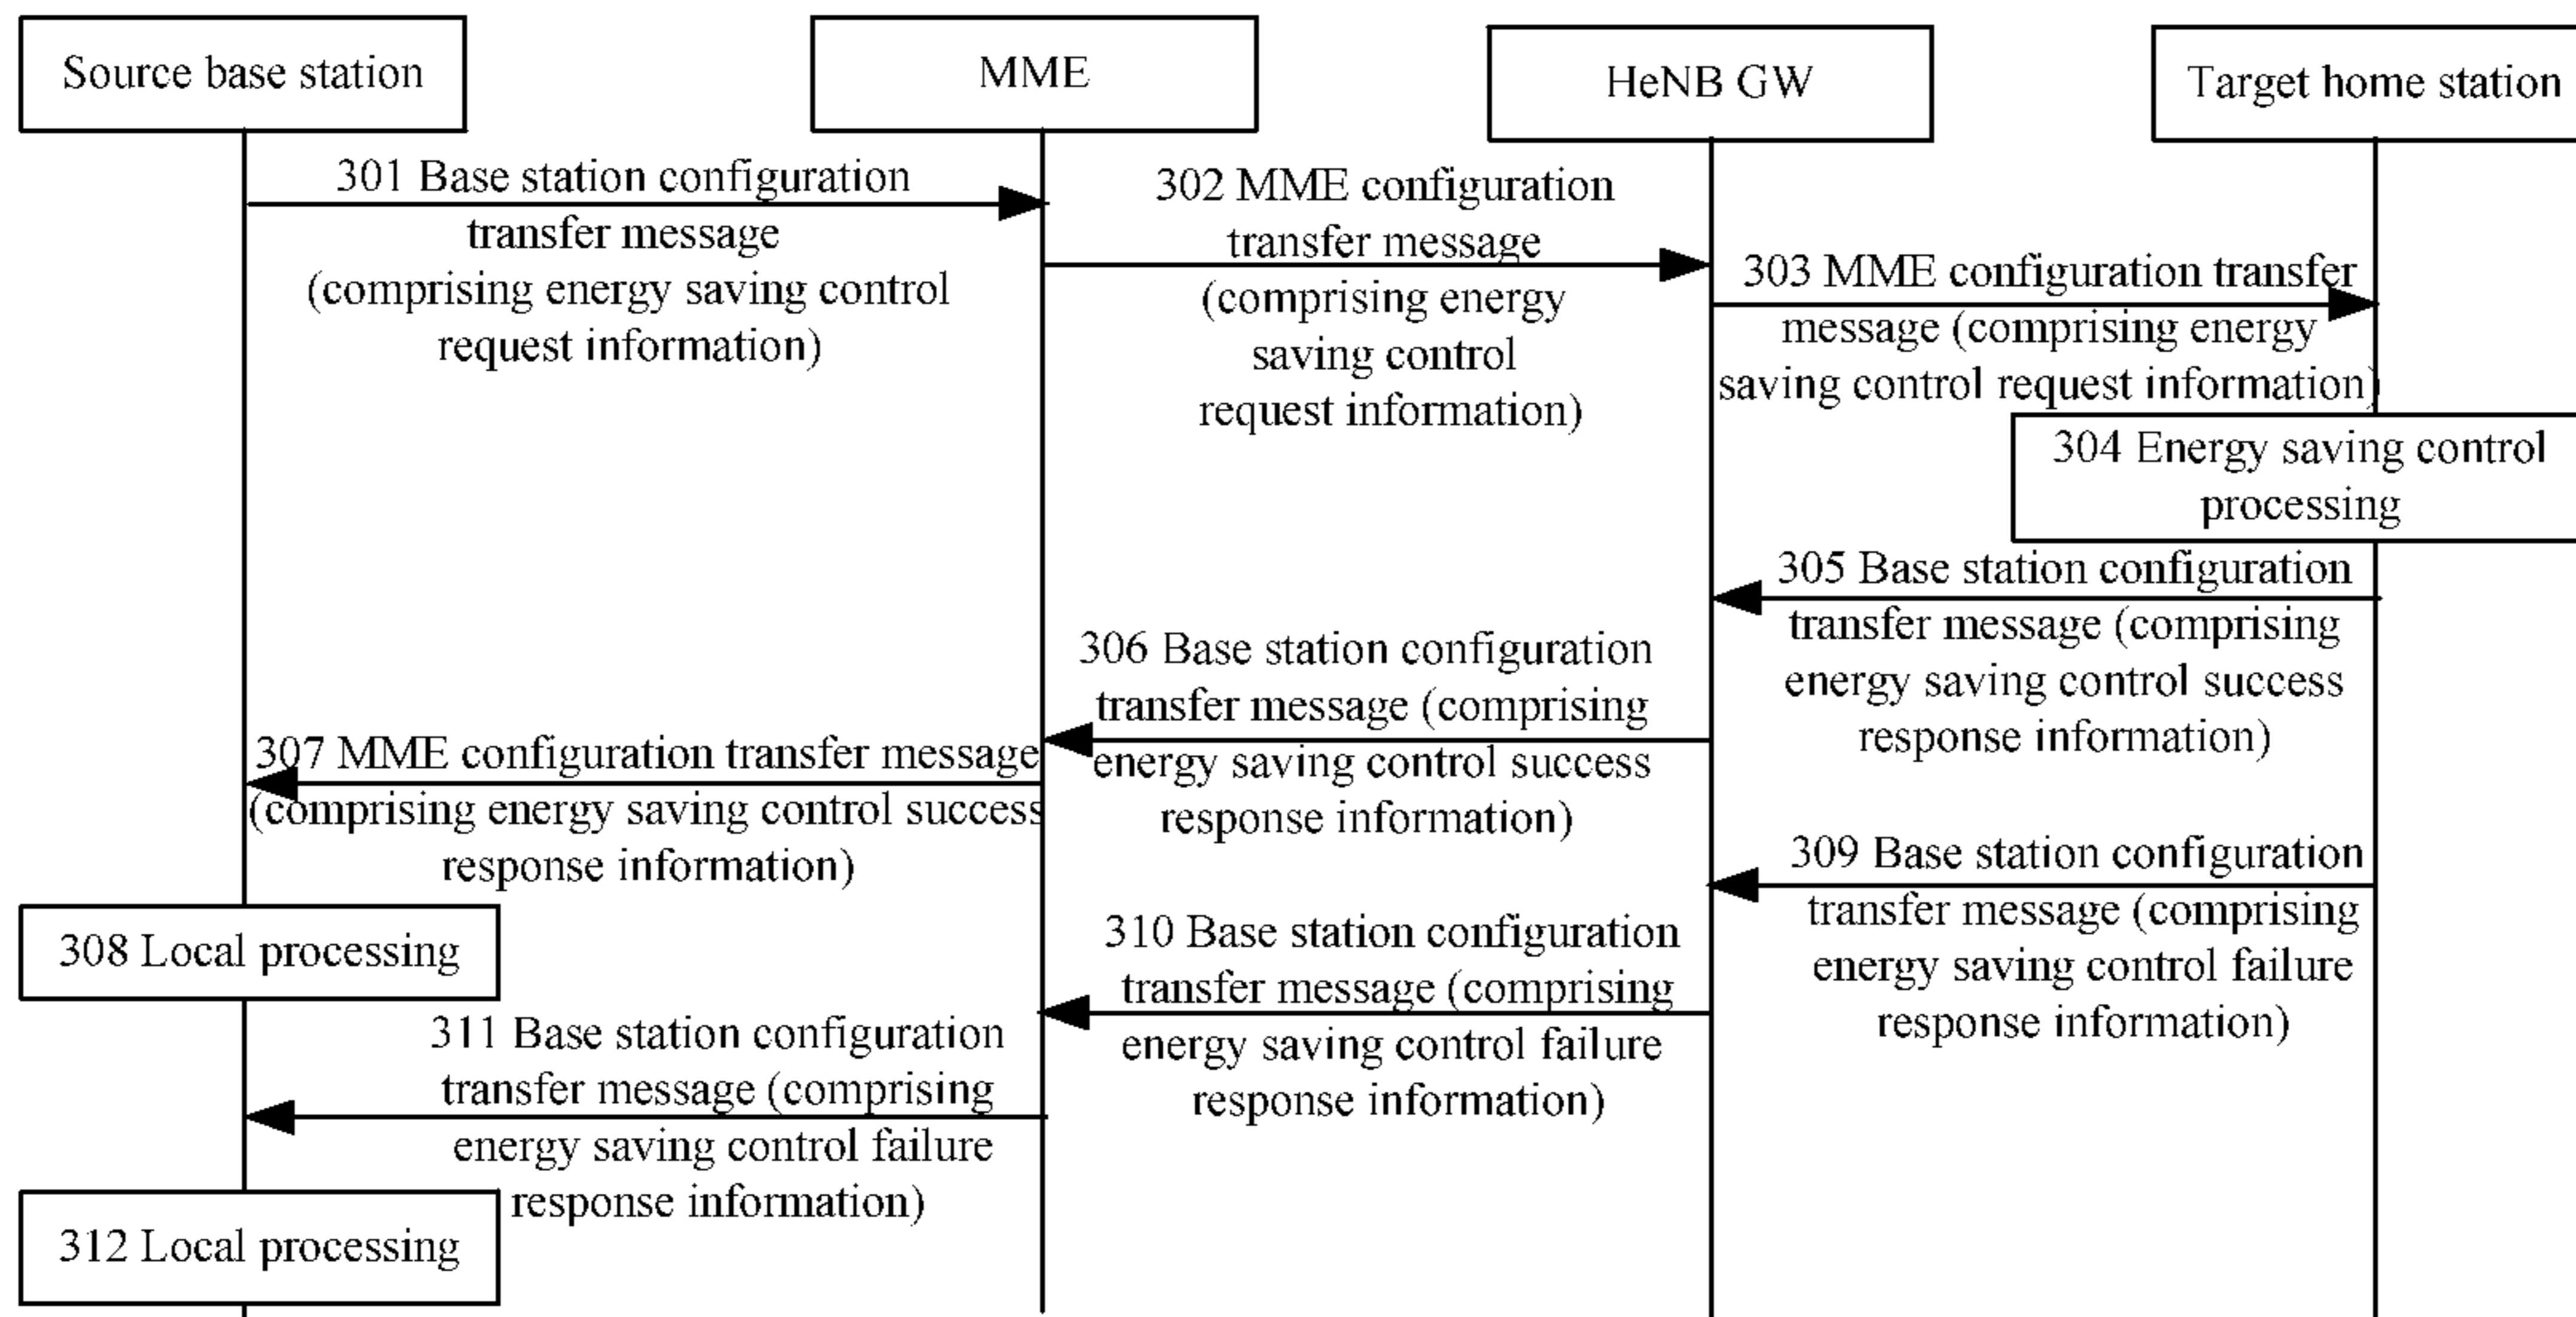 Source base station
MME
HeNB GW
Target home station
301 Base station configuration
transfer message
(comprising energy saving control
request information)
302 MME configuration
transfer message
(comprising energy
saving control
request information)
303 MME configuration transfer
message (comprising energy
saving control request information)
304 Energy saving control
processing
305 Base station configuration
transfer message (comprising
energy saving control success
response information)
306 Base station configuration
transfer message (comprising
energy saving control success
response information)
307 MME configuration transfer message
(comprising energy saving control success
response information)
308 Local processing
309 Base station configuration
transfer message (comprising
energy saving control failure
response information)
310 Base station configuration
transfer message (comprising
energy saving control failure
response information)
311 Base station configuration
transfer message (comprising
energy saving control failure
response information)
312 Local processing